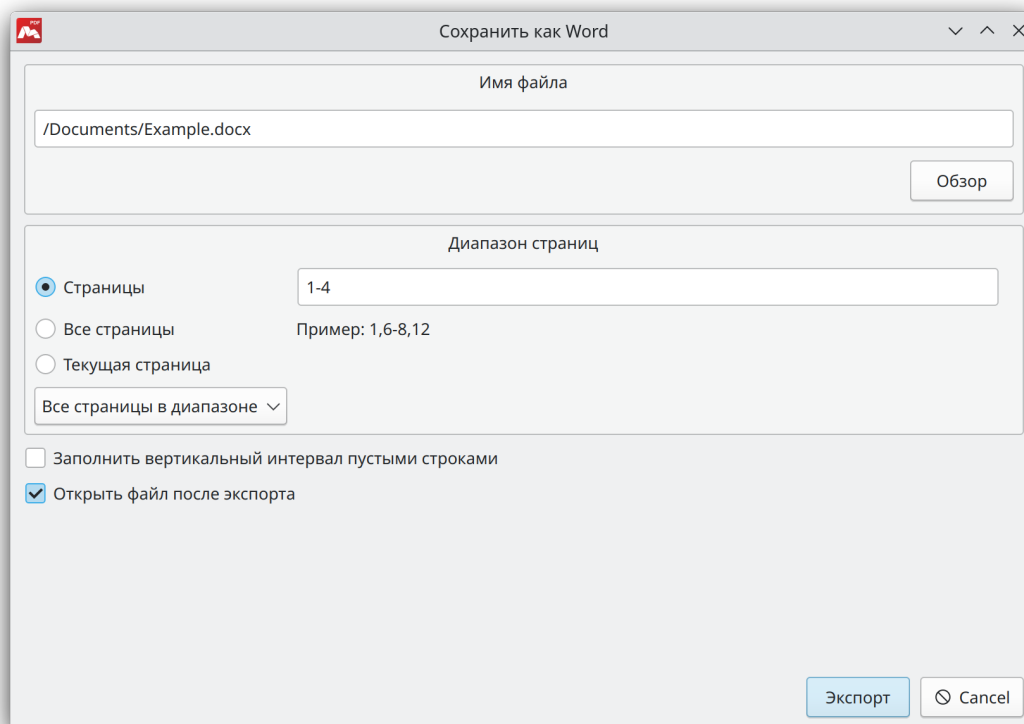 PDF
Сохранить как Word
Имя файла
/Documents/Example.docx
Обзор
Диапазон страниц
Страницы
1-4
Все страницы
Пример: 1,6-8,12
Текущая страница
Все страницы в диапазоне
Заполнить вертикальный интервал пустыми строками
Открыть файл после экспорта
Экспорт
Cancel